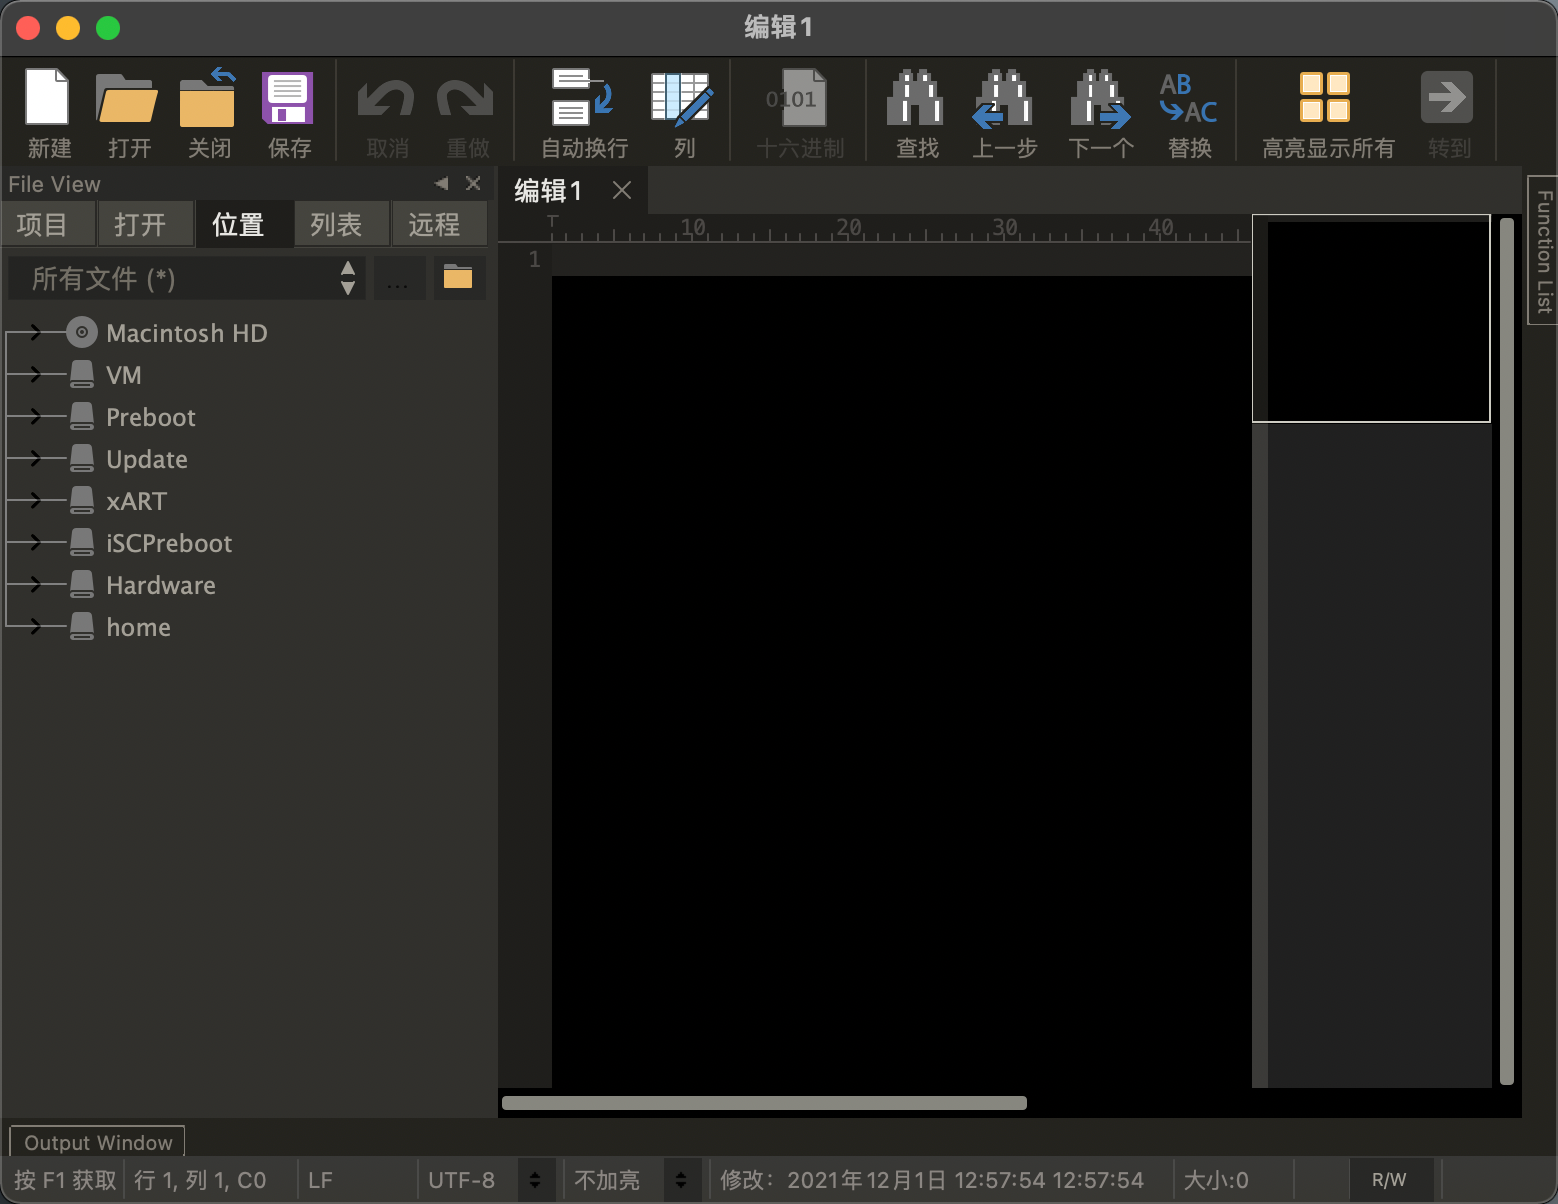 编辑1
新建 打开 关闭 保存 取消 重做 自动换行 列 0101 十六进制 查找 上一步 下一个 AB AC 替换 高亮显示所有 转到
File View
项目 打开 位置 列表 远程
所有文件 (*) ...
Macintosh HD
VM
Preboot
Update
xART
iSCPreboot
Hardware
home
编辑1
T 10 20 30 40
1
Function List
Output Window
按 F1 获取 行 1, 列 1, C0 LF UTF-8 不加亮 修改： 2021年12月1日 12:57:54 12:57:54 大小:0 R/W